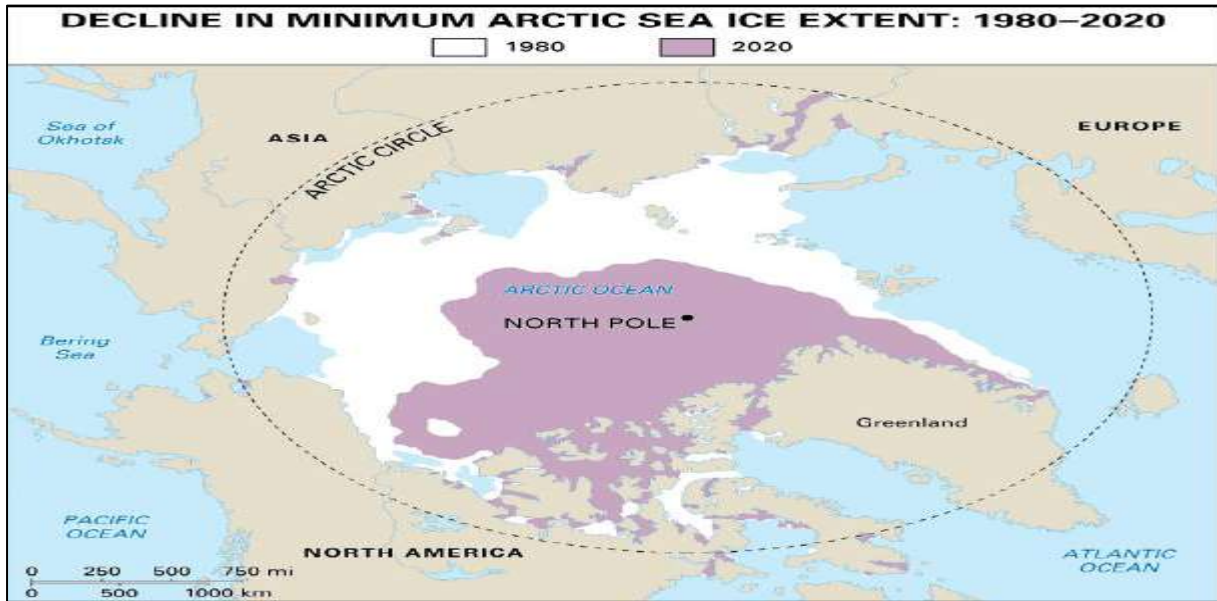 DECLINE IN MINIMUM ARCTIC SEA ICE EXTENT: 1980–2020
1980 2020
Sea of
Okhotsk
ASIA
ARCTIC CIRCLE
EUROPE
ARCTIC OCEAN
NORTH POLE
Bering
Sea
Greenland
PACIFIC
OCEAN
NORTH AMERICA
ATLANTIC
OCEAN
0 250 500 750 mi
0 500 1000 km